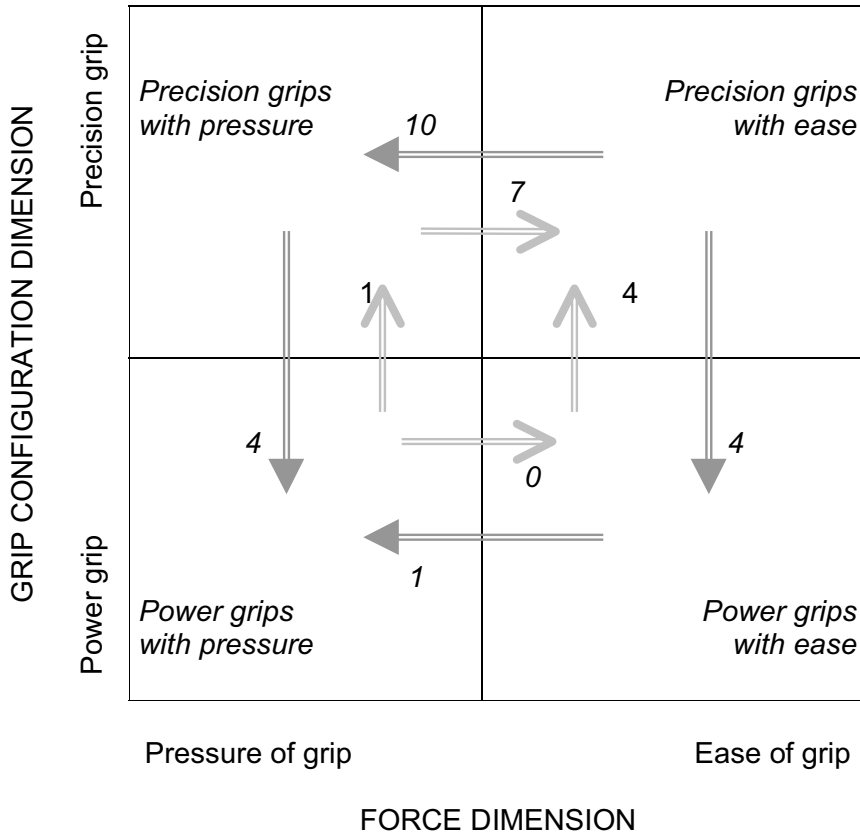 GRIP CONFIGURATION DIMENSION
Precision grip
Power grip
Precision grips
with pressure
10
Precision grips
with ease
7
1
4
4
0
4
1
Power grips
with pressure
Power grips
with ease
Pressure of grip
Ease of grip
FORCE DIMENSION